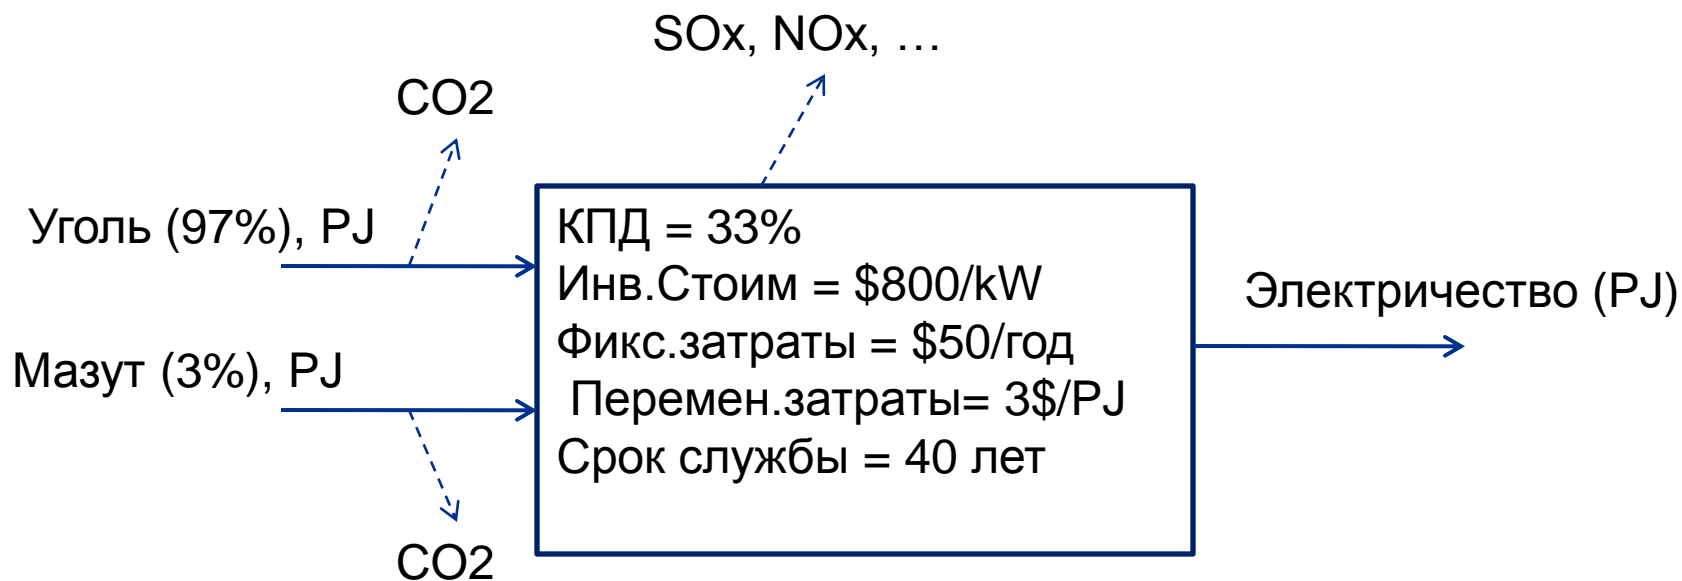 SOx, NOx, …
CO2
Уголь (97%), PJ
Мазут (3%), PJ
CO2
КПД = 33%
Инв.Стоим = $800/kW
Фикс.затраты = $50/год
Перемен.затраты= 3$/PJ
Срок службы = 40 лет
Электричество (PJ)